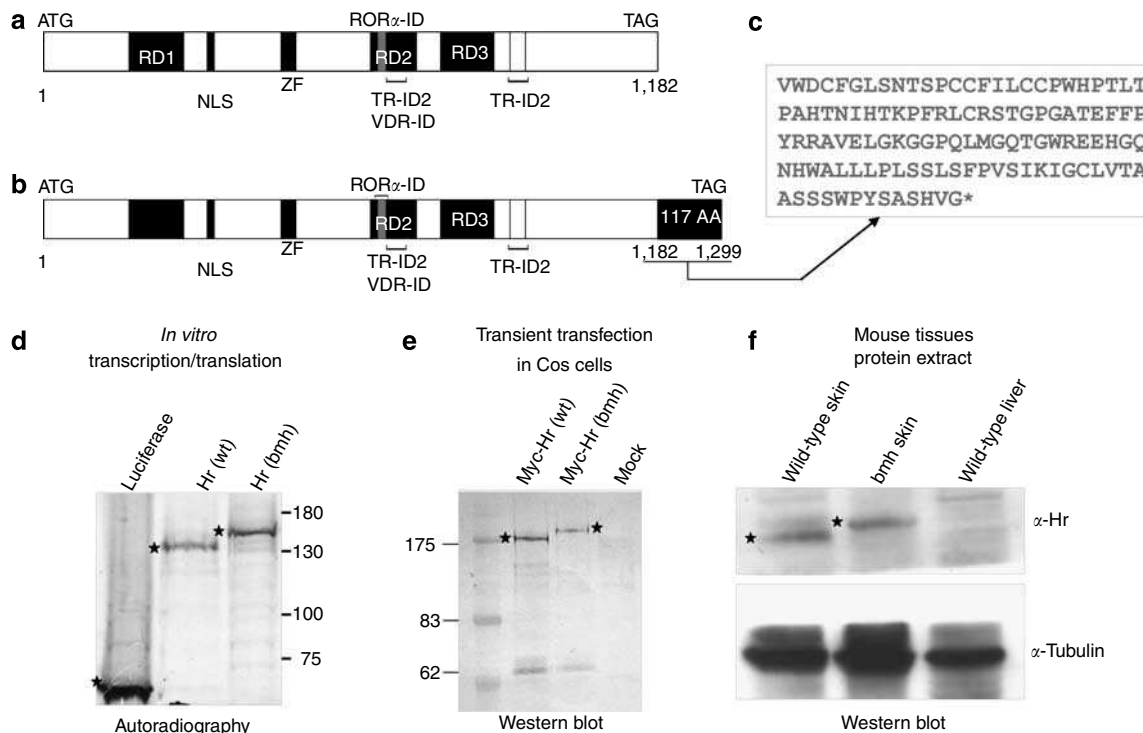 a
ATG
RORα-ID
TAG
RD1
RD2
RD3
1
NLS
ZF
TR-ID2
VDR-ID
TR-ID2
1,182
b
ATG
RORα-ID
TAG
RD2
RD3
117 AA
1
NLS
ZF
TR-ID2
VDR-ID
TR-ID2
1,182
1,299
c
VWDCFGLSNTSPCCFILCCPWHPTLT
PAHTNIHTKPFRLCRSTGPGATEFFP
YRRAVELGKGGPQLMGQTGWREEHGQ
NHWALLLPLSSLSFPVSIKIGCLVTA
ASSSWPYSASHVG*
d
In vitro
transcription/translation
Luciferase
Hr (wt)
Hr (bmh)
180
130
100
75
Autoradiography
e
Transient transfection
in Cos cells
Myc-Hr (wt)
Myc-Hr (bmh)
Mock
175
83
62
Western blot
f
Mouse tissues
protein extract
Wild-type skin
bmh skin
Wild-type liver
α-Hr
α-Tubulin
Western blot